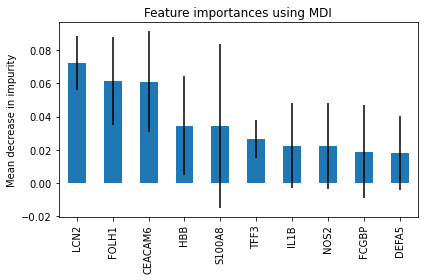 Feature importances using MDI
Mean decrease in impurity
0.08
0.06
0.04
0.02
0.00
−0.02
LCN2
FOLH1
CEACAM6
HBB
S100A8
TFF3
IL1B
NOS2
FCGBP
DEFA5